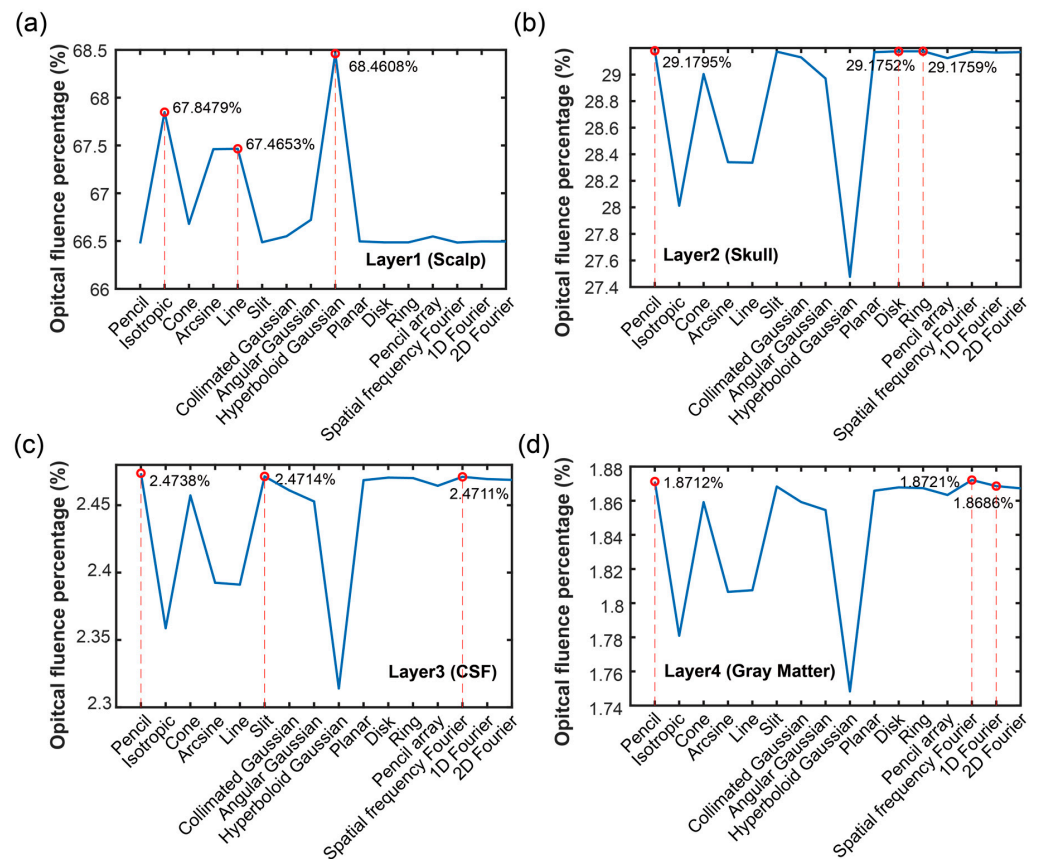 (a)
Opitcal fluence percentage (%)
68.5
68
67.5
67
66.5
66
67.8479%
67.4653%
68.4608%
Layer1 (Scalp)
Pencil
Isotropic
Cone
Arcsine
Line
Slit
Collimated Gaussian
Angular Gaussian
Hyperboloid Gaussian
Planar
Disk
Ring
Pencil array
Spatial frequency Fourier
1D Fourier
2D Fourier
(b)
Opitcal fluence percentage (%)
29
28.8
28.6
28.4
28.2
28
27.8
27.6
27.4
29.1795%
29.1752%
29.1759%
Layer2 (Skull)
Pencil
Isotropic
Cone
Arcsine
Line
Slit
Collimated Gaussian
Angular Gaussian
Hyperboloid Gaussian
Planar
Disk
Ring
Pencil array
Spatial frequency Fourier
1D Fourier
2D Fourier
(c)
Opitcal fluence percentage (%)
2.45
2.4
2.35
2.3
2.4738%
2.4714%
2.4711%
Layer3 (CSF)
Pencil
Isotropic
Cone
Arcsine
Line
Slit
Collimated Gaussian
Angular Gaussian
Hyperboloid Gaussian
Planar
Disk
Ring
Pencil array
Spatial frequency Fourier
1D Fourier
2D Fourier
(d)
Opitcal fluence percentage (%)
1.88
1.86
1.84
1.82
1.8
1.78
1.76
1.74
1.8712%
1.8721%
1.8686%
Layer4 (Gray Matter)
Pencil
Isotropic
Cone
Arcsine
Line
Slit
Collimated Gaussian
Angular Gaussian
Hyperboloid Gaussian
Planar
Disk
Ring
Pencil array
Spatial frequency Fourier
1D Fourier
2D Fourier